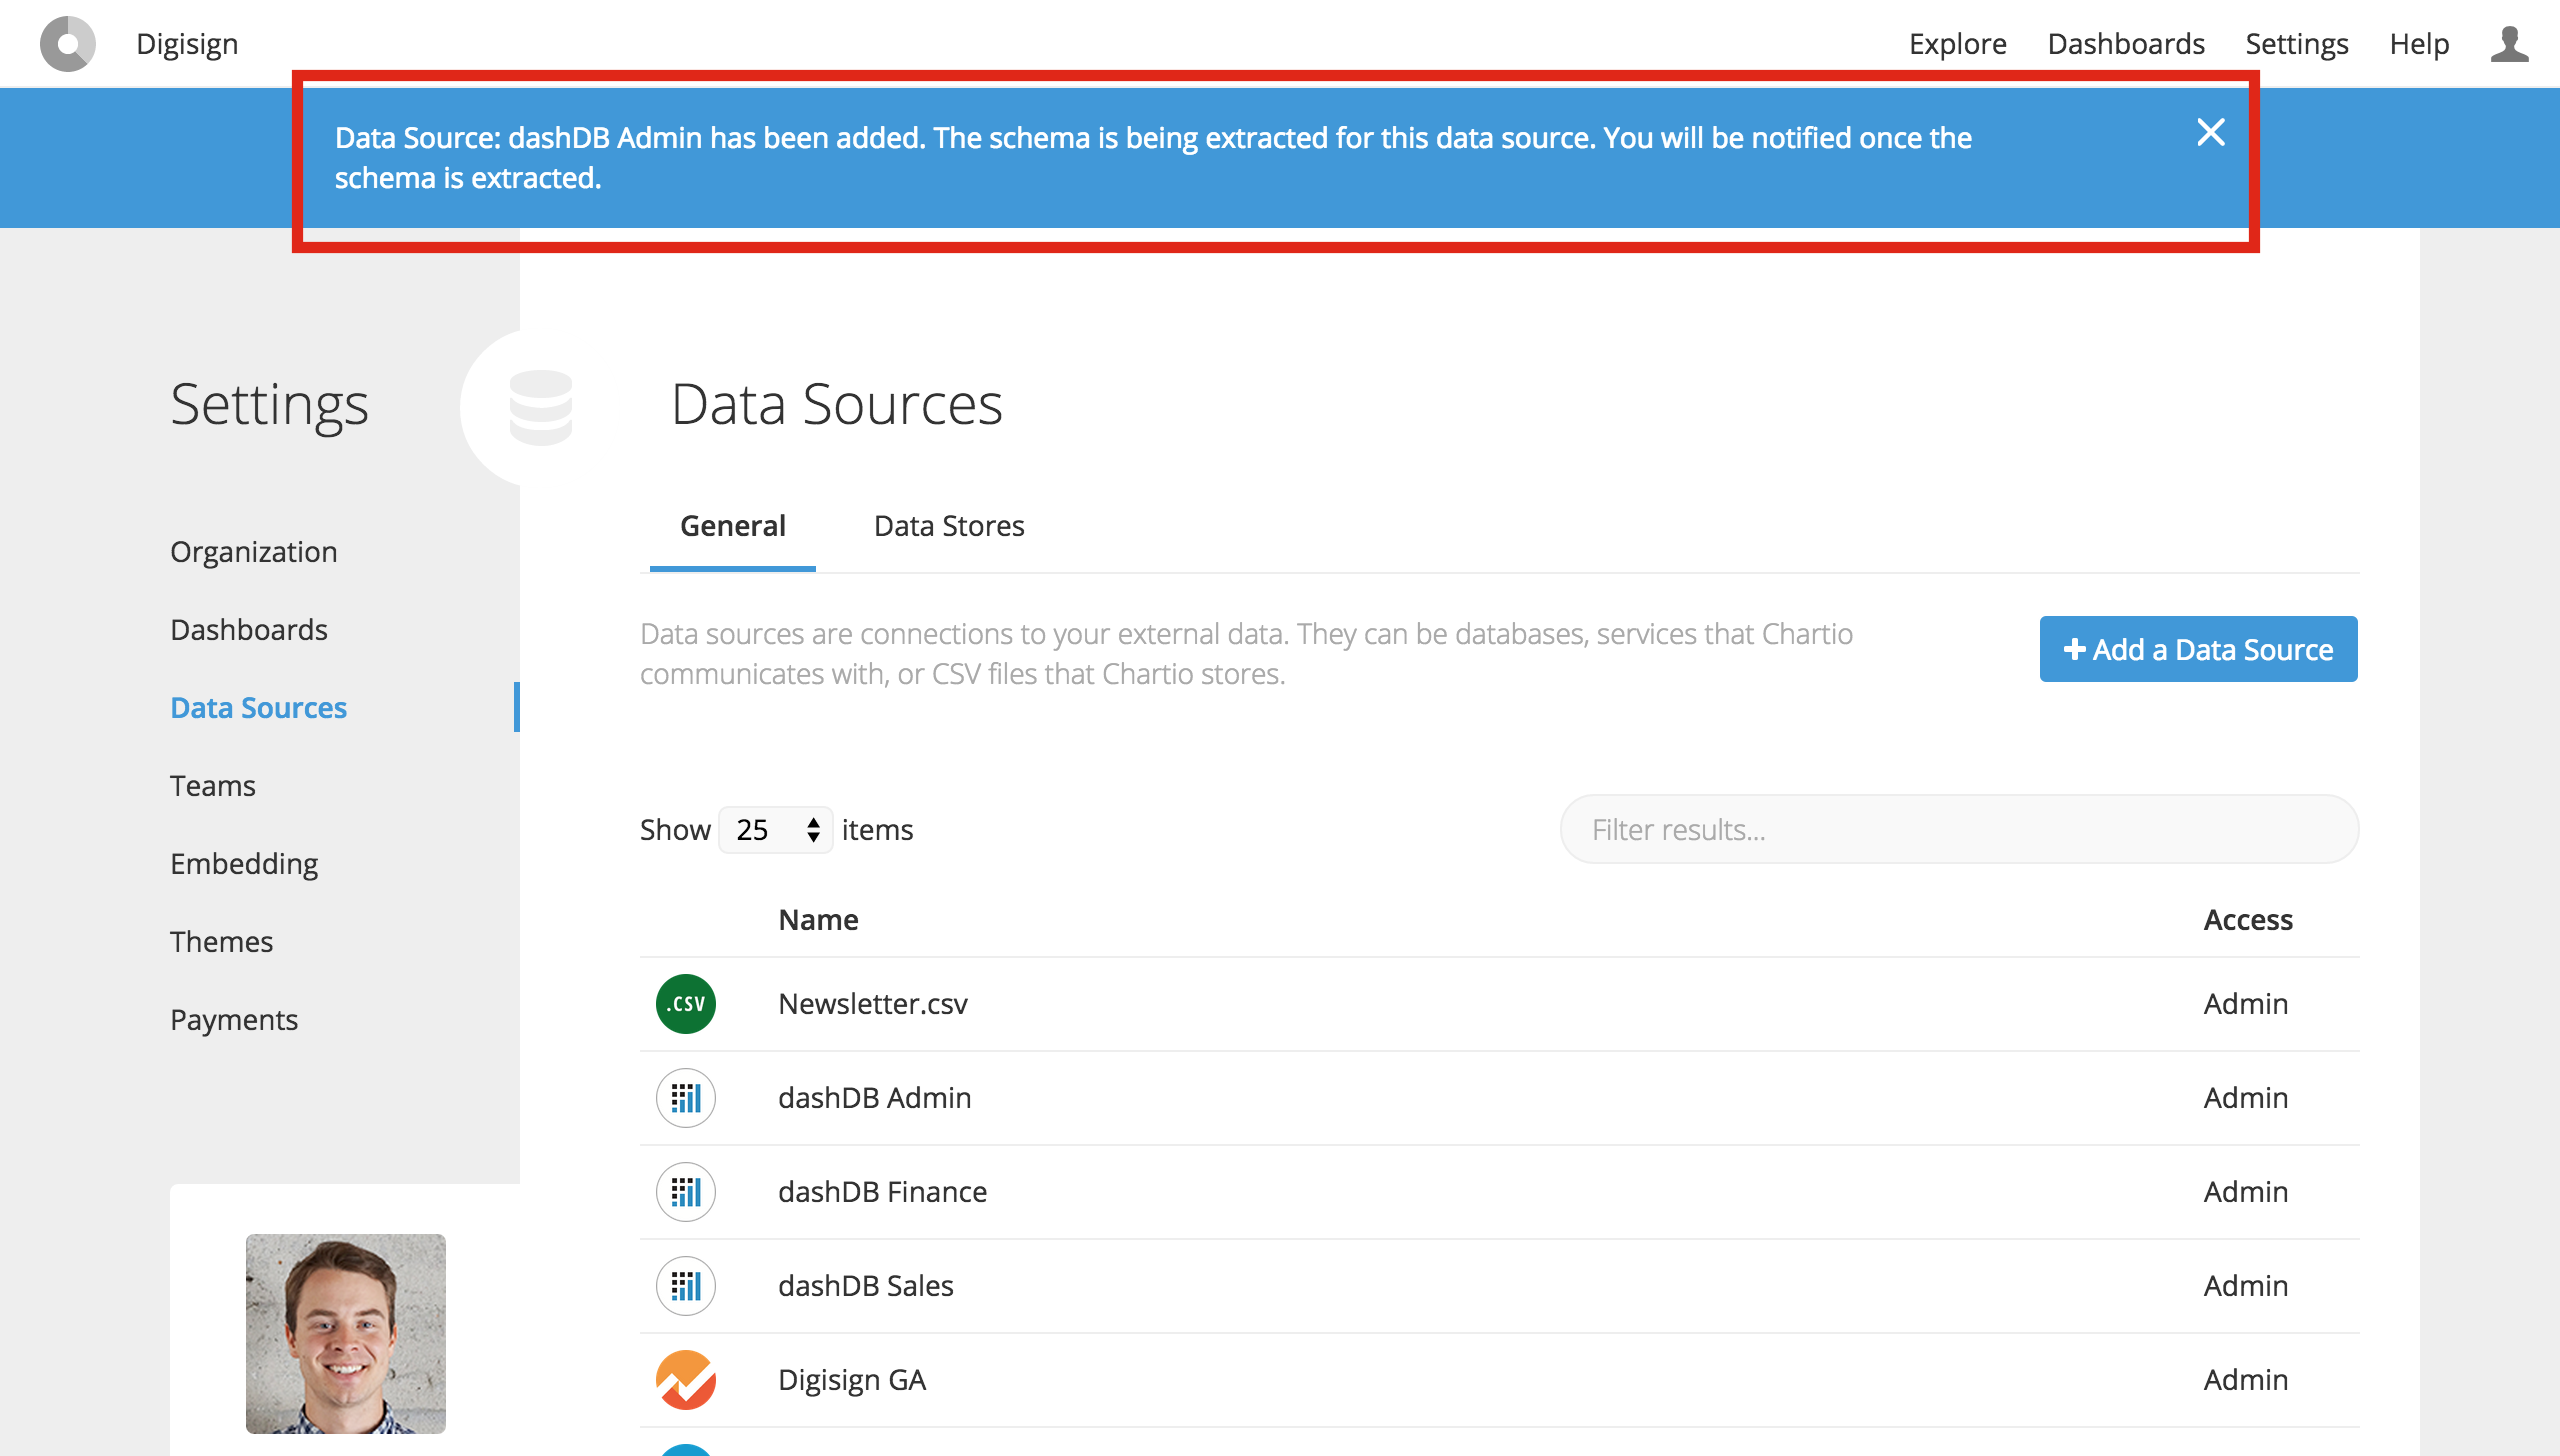 Digisign
Explore
Dashboards
Settings
Help
Data Source: dashDB Admin has been added. The schema is being extracted for this data source. You will be notified once the
schema is extracted.
Settings
Organization
Dashboards
Data Sources
Teams
Embedding
Themes
Payments
Data Sources
General
Data Stores
Data sources are connections to your external data. They can be databases, services that Chartio
communicates with, or CSV files that Chartio stores.
Add a Data Source
Show 25 items
Filter results...
Name Access
.CSV Newsletter.csv Admin
dashDB Admin Admin
dashDB Finance Admin
dashDB Sales Admin
Digisign GA Admin